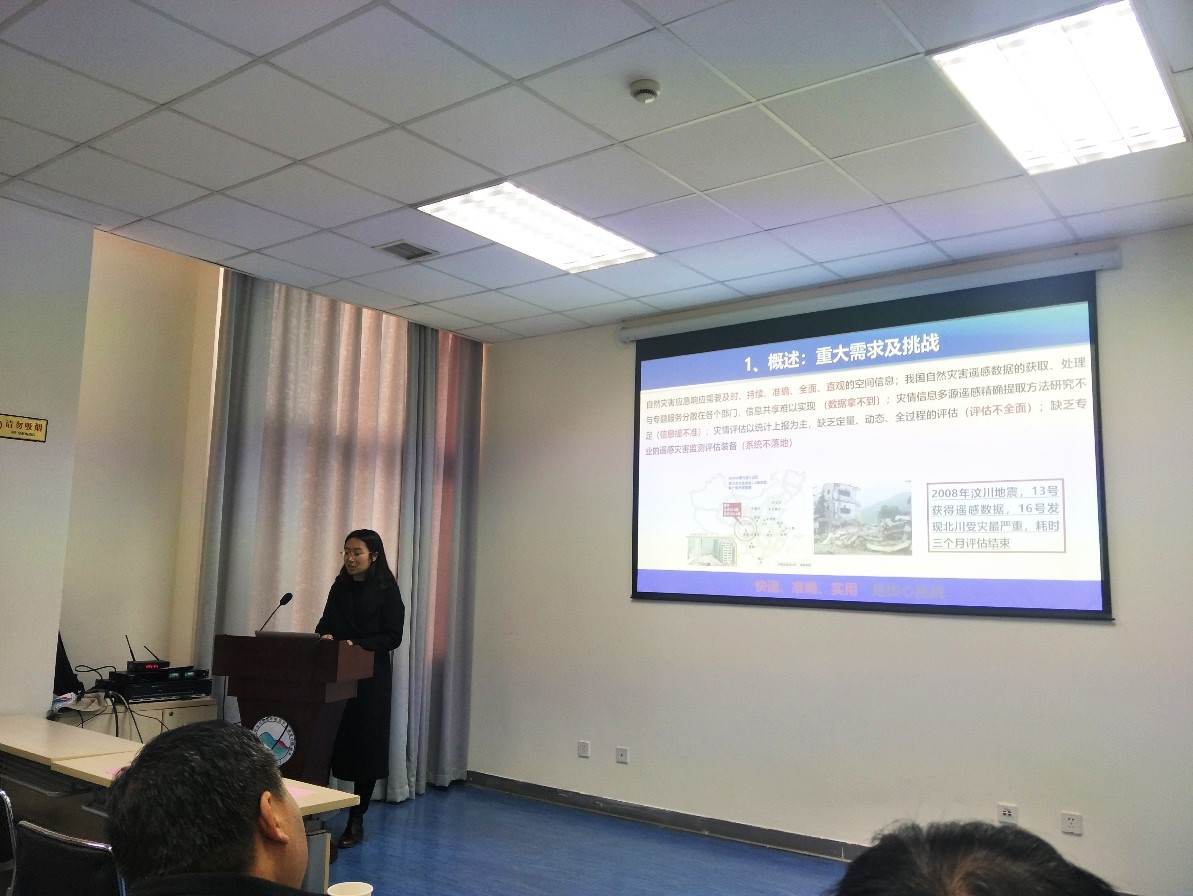 1、概述：重大需求及挑战
自然灾害应急响应需要及时、持续、准确、全面、直观的空间信息；我国自然灾害遥感数据的获取、处理
与专题服务分散在各个部门、信息共享难以实现（数据拿不到）；灾情信息多源遥感精确提取方法研究不
足（信息提不准）；灾情评估以统计上报为主、缺乏定量、动态、全过程的评估（评估不全面）；缺乏专
业的遥感灾害监测评估装备（系统不落地）
2008年汶川地震，13号
获得遥感数据，16号发
现北川受灾最严重，耗时
三个月评估结束
快速、准确、实用
请勿吸烟